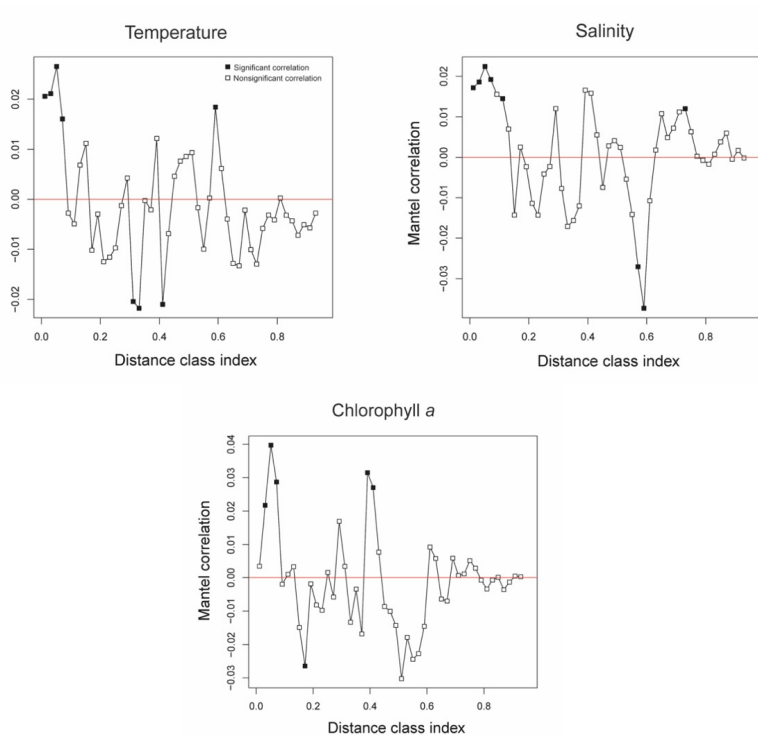 Temperature
Significant correlation
Nonsignificant correlation
0.02
0.01
0.00
−0.01
−0.02
0.0 0.2 0.4 0.6 0.8
Distance class index
Salinity
Mantel correlation
0.02
0.01
0.00
−0.01
−0.02
−0.03
0.0 0.2 0.4 0.6 0.8
Distance class index
Chlorophyll a
Mantel correlation
0.04
0.03
0.02
0.01
0.00
−0.01
−0.02
−0.03
0.0 0.2 0.4 0.6 0.8
Distance class index